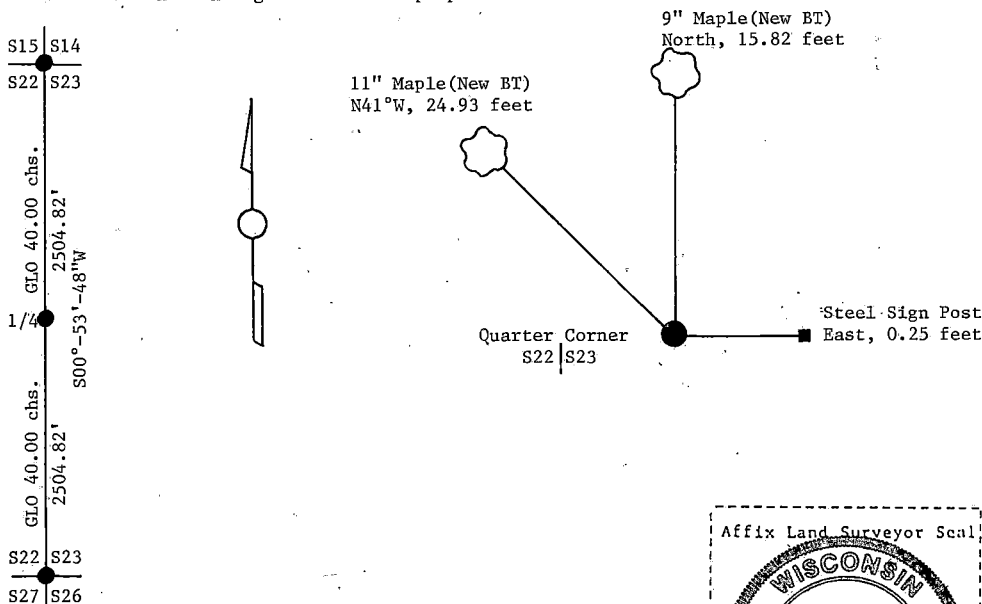 S15 S14
S22 S23
GLO 40.00 chs.
2504.82'
1/4
S00°-53'-48"W
GLO 40.00 chs.
2504.82'
S22 S23
S27 S26
11" Maple(New BT)
N41°W, 24.93 feet
9" Maple(New BT)
North, 15.82 feet
Quarter Corner
S22 S23
Steel Sign Post
East, 0.25 feet
Affix Land Surveyor Seal
WISCONSIN